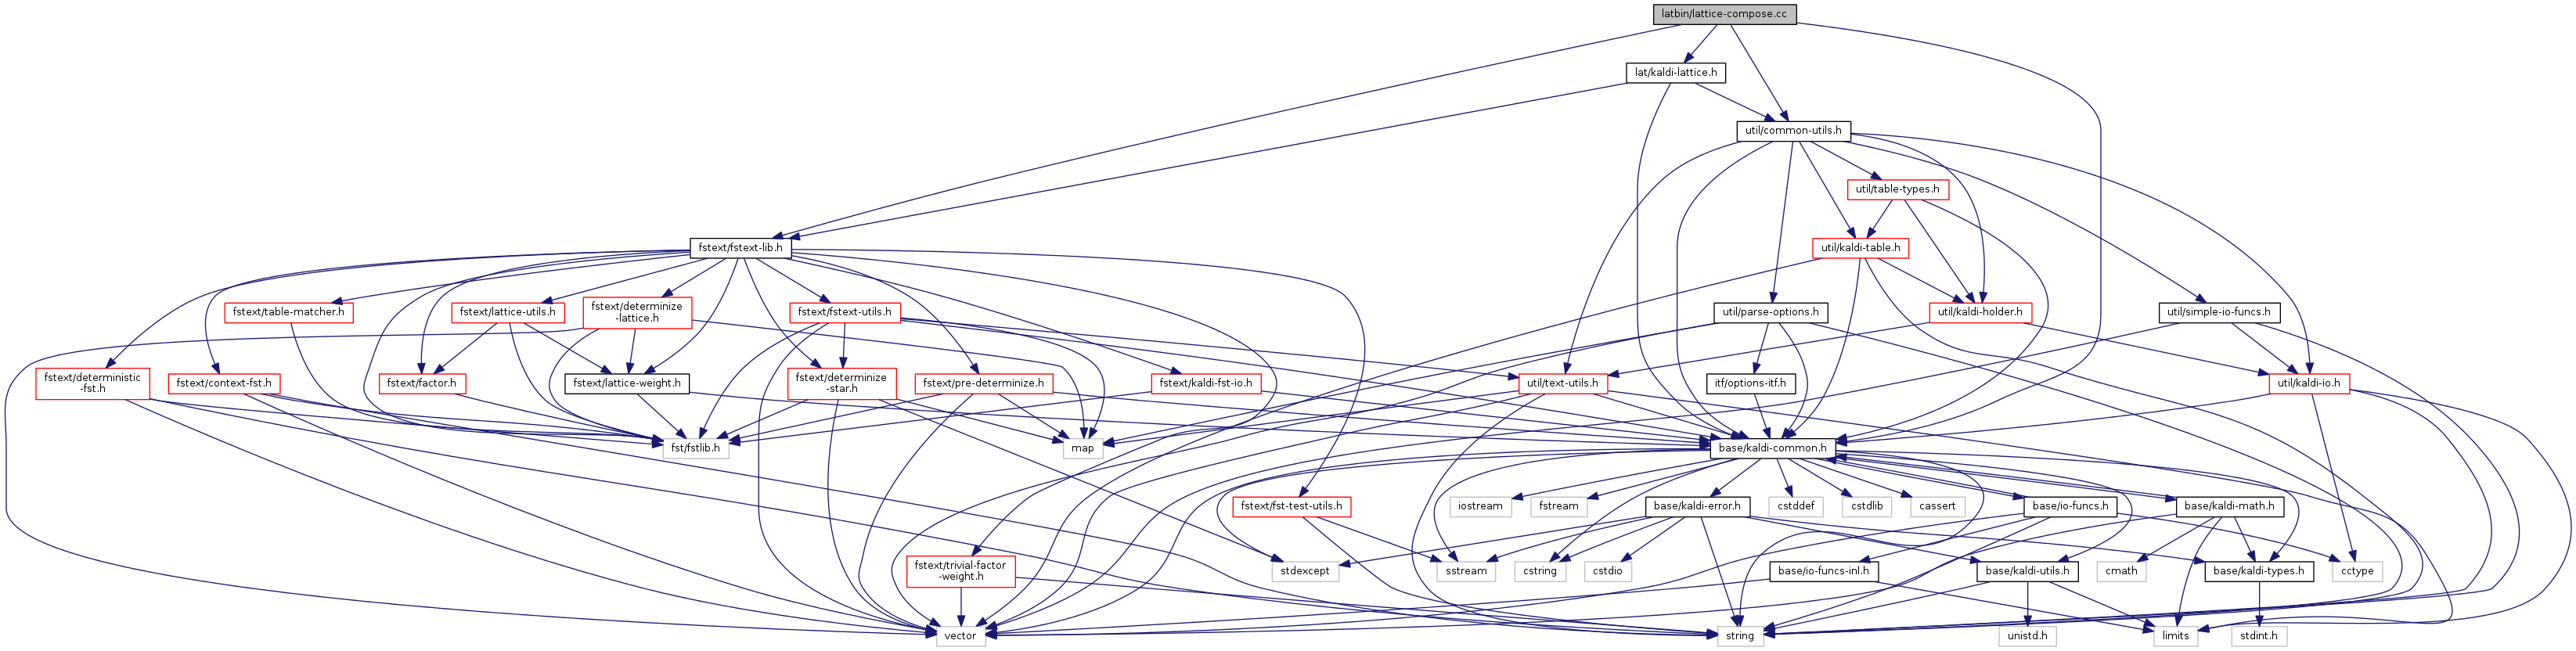 latbin/lattice-compose.cc
lat/kaldi-lattice.h
util/common-utils.h
util/table-types.h
fstext/fstext-lib.h
util/kaldi-table.h
fstext/table-matcher.h
fstext/lattice-utils.h
fstext/determinize
-lattice.h
fstext/fstext-utils.h
util/parse-options.h
util/kaldi-holder.h
util/simple-io-funcs.h
fstext/deterministic
-fst.h
fstext/context-fst.h
fstext/factor.h
fstext/lattice-weight.h
fstext/determinize
-star.h
fstext/pre-determinize.h
fstext/kaldi-fst-io.h
util/text-utils.h
itf/options-itf.h
util/kaldi-io.h
fst/fstlib.h
map
base/kaldi-common.h
fstext/fst-test-utils.h
iostream
fstream
base/kaldi-error.h
cstddef
cstdlib
cassert
base/io-funcs.h
base/kaldi-math.h
fstext/trivial-factor
-weight.h
stdexcept
sstream
cstring
cstdio
base/io-funcs-inl.h
base/kaldi-utils.h
cmath
base/kaldi-types.h
cctype
vector
string
unistd.h
limits
stdint.h